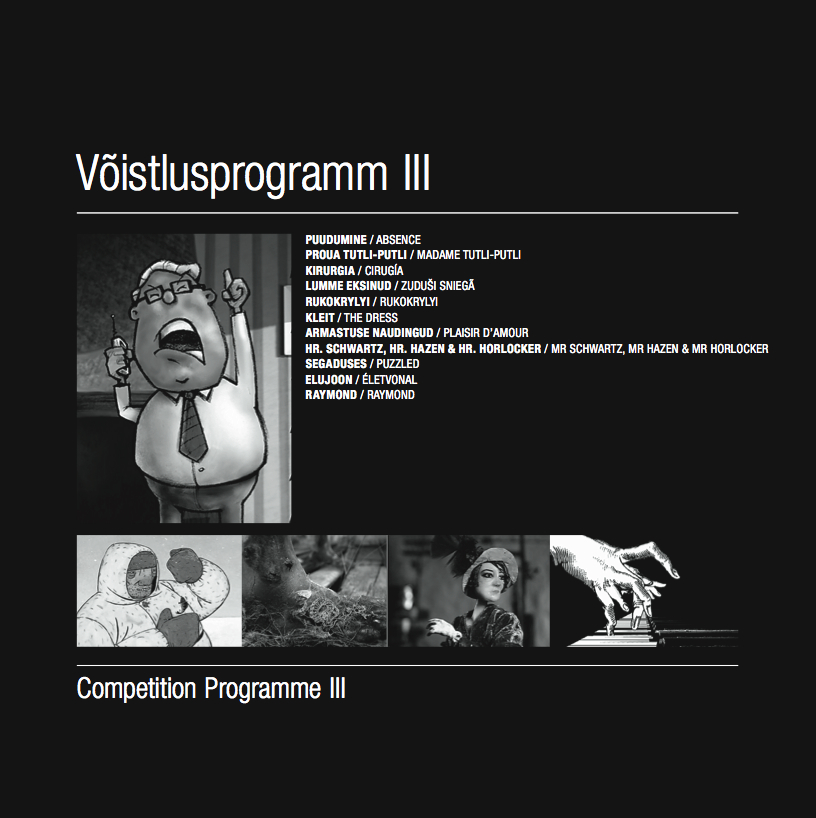 Võistlusprogramm III
PUUDUMINE / ABSENCE
PROUA TUTLI-PUTLI / MADAME TUTLI-PUTLI
KIRURGIA / CIRUGÍA
LUMME EKSINUD / ZUDUŠI SNIEGĀ
RUKOKRYLYI / RUKOKRYLYI
KLEIT / THE DRESS
ARMASTUSE NAUDINGUD / PLAISIR D'AMOUR
HR. SCHWARTZ, HR. HAZEN & HR. HORLOCKER / MR SCHWARTZ, MR HAZEN & MR HORLOCKER
SEGADUSES / PUZZLED
ELUJOON / ÉLETVONAL
RAYMOND / RAYMOND
Competition Programme III